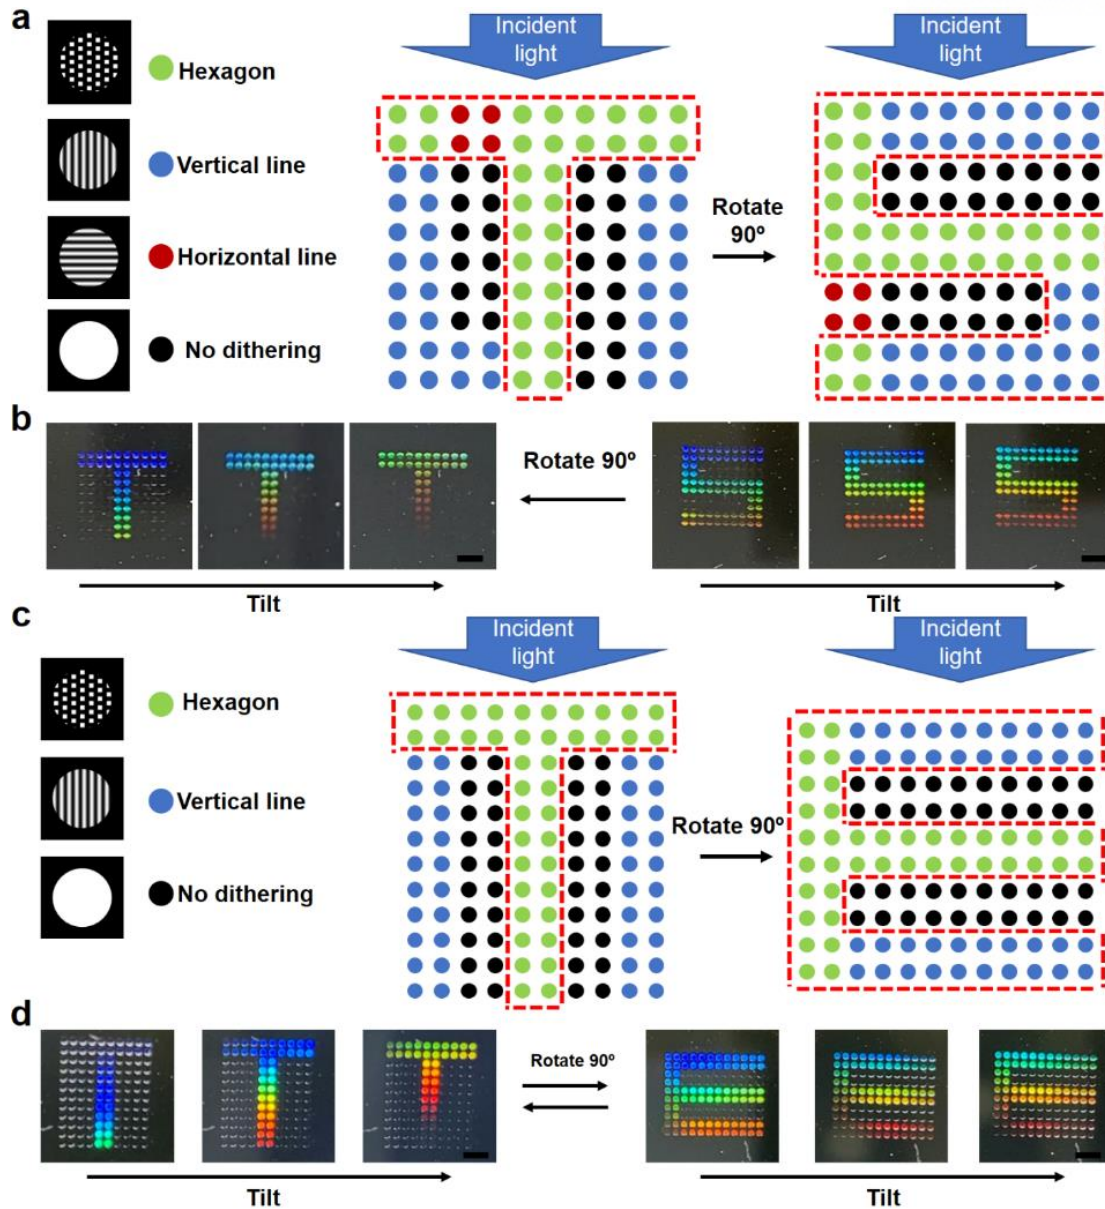 a
Incident
light
Incident
light
Hexagon
Vertical line
Rotate
90º
Horizontal line
No dithering
b
Rotate 90º
Tilt
Tilt
c
Incident
light
Incident
light
Hexagon
Vertical line
Rotate 90º
No dithering
d
Rotate 90º
Tilt
Tilt